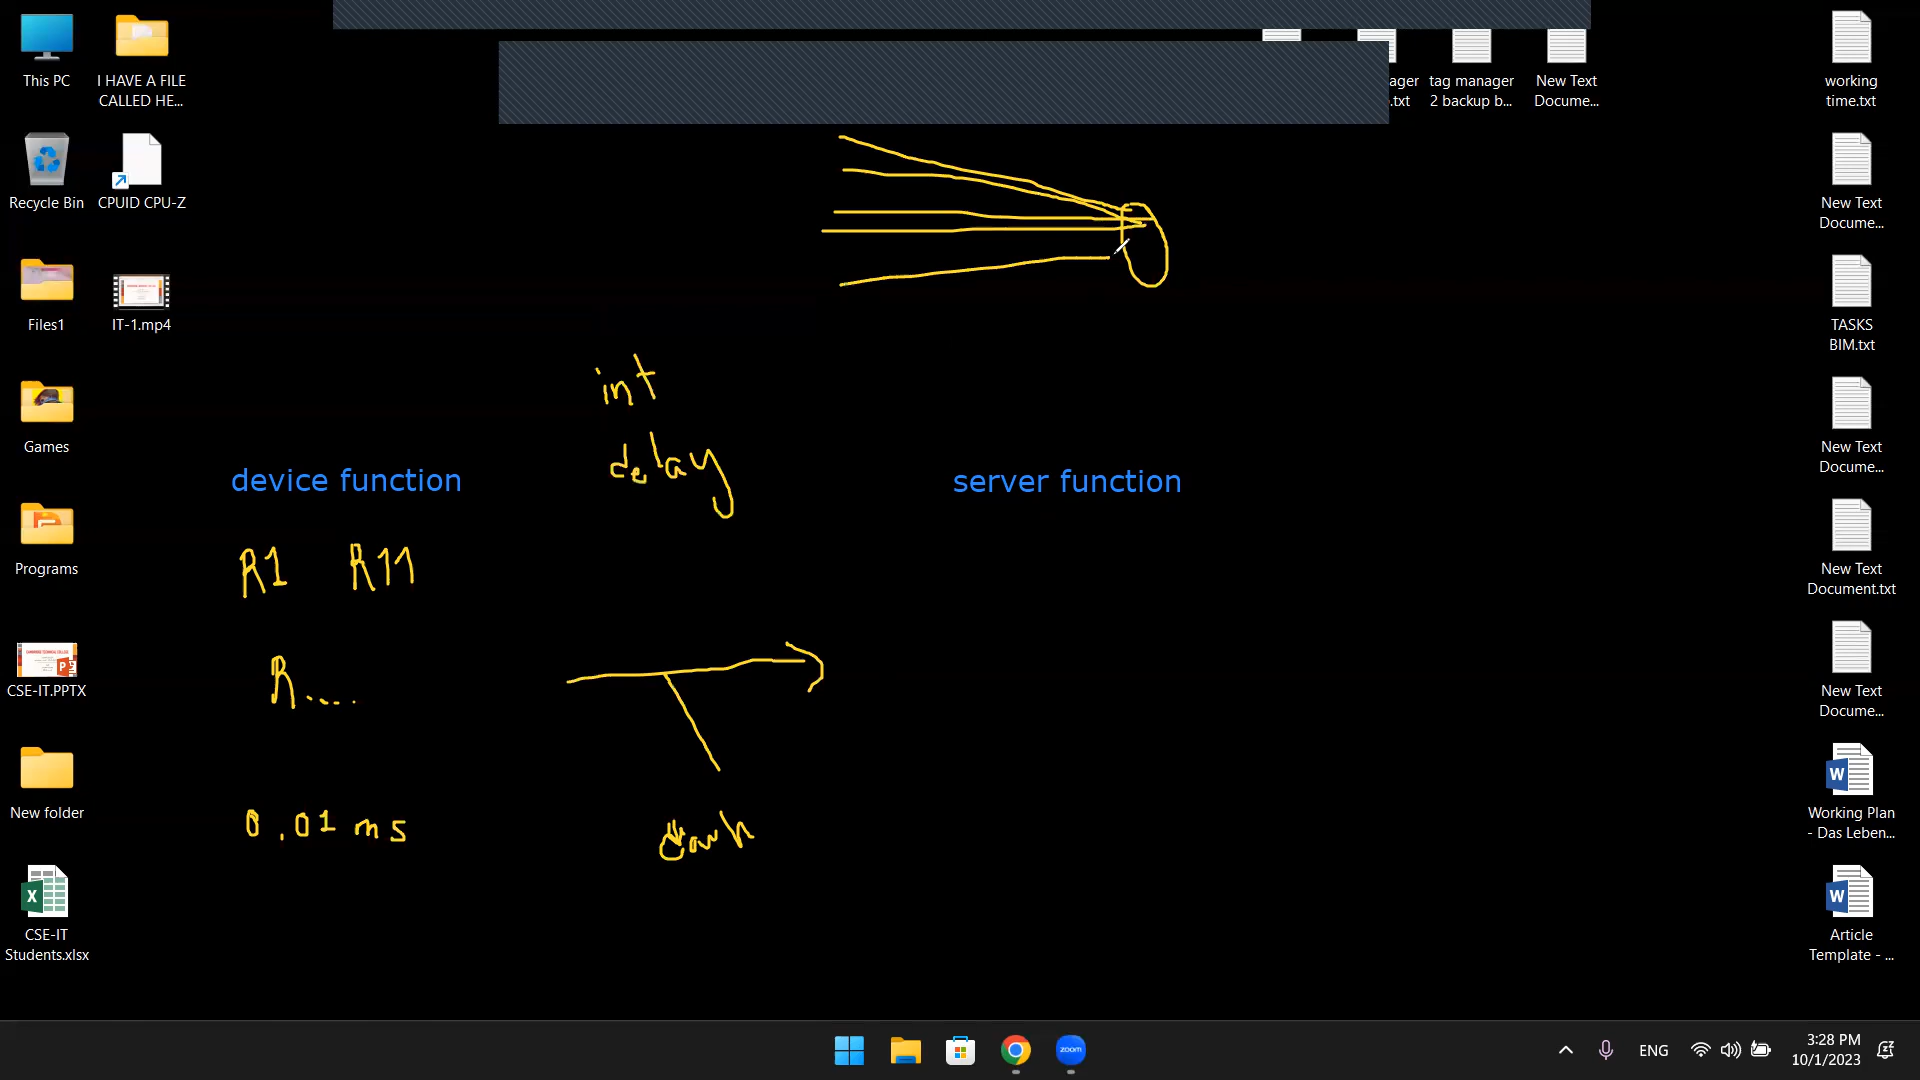 This PC
I HAVE A FILE
CALLED HE...
ager
.txt
tag manager
2 backup b...
New Text
Docume...
working
time.txt
Recycle Bin
CPUID CPU-Z
New Text
Docume...
Files1
IT-1.mp4
TASKS
BIM.txt
int
delay
Games
New Text
Docume...
device function
server function
R1 R11
Programs
New Text
Document.txt
R....
CSE-IT.PPTX
New Text
Docume...
New folder
0.01 ms
Working Plan
- Das Leben...
CSE-IT
Students.xlsx
Article
Template - ...
zoom
ENG
3:28 PM
10/1/2023